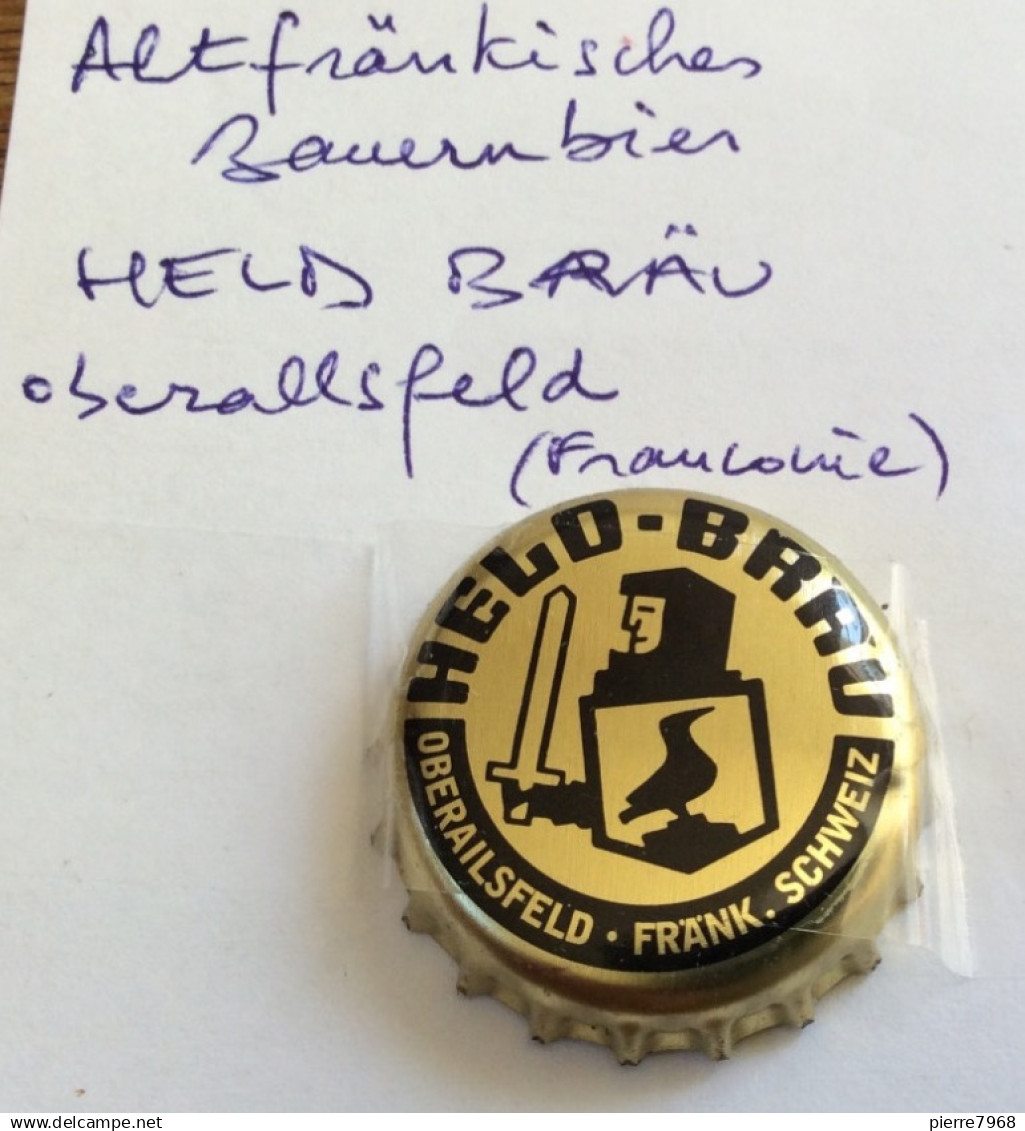 Altfränkisches
Bauernbier
HELD BRÄU
oberallsfeld
(Franconie)
HELD-BRÄU
OBERAILSFELD · FRÄNK. SCHWEIZ
www.delcampe.net
pierre7968